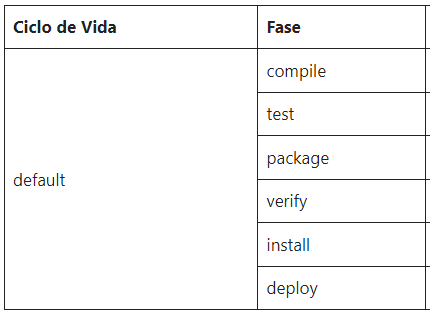 Ciclo de Vida Fase
compile
test
package
default
verify
install
deploy